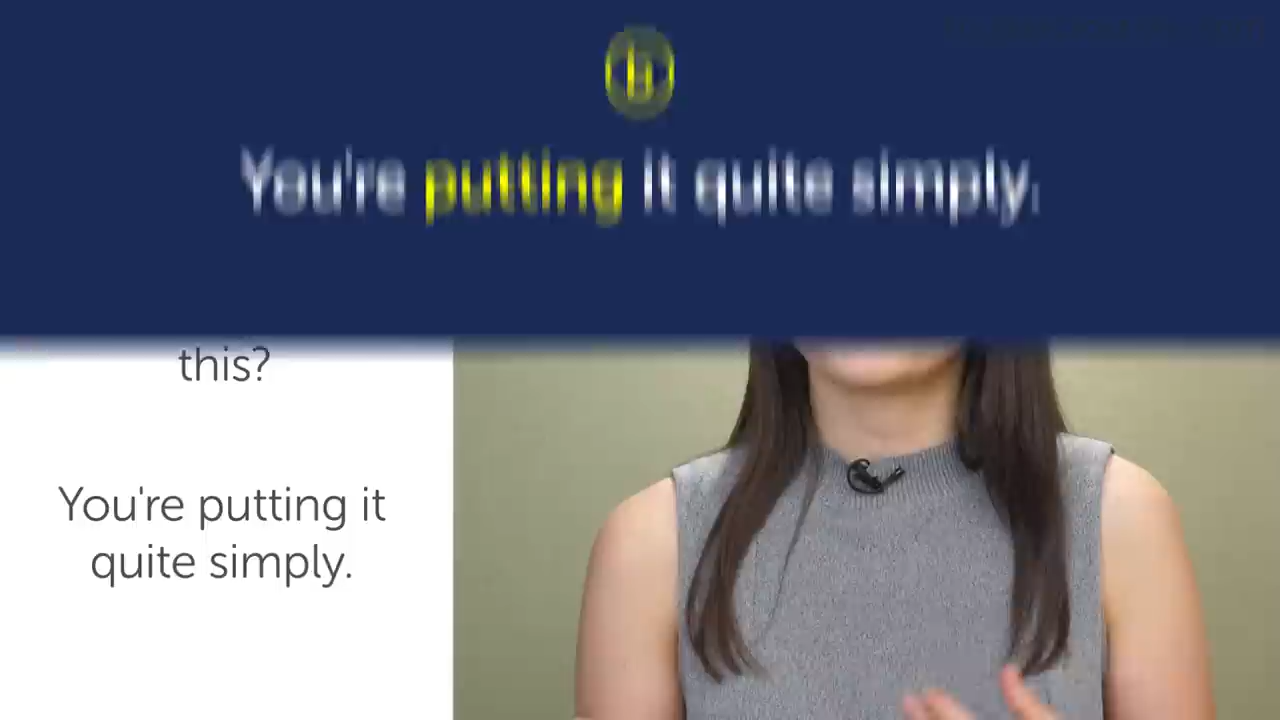 You're putting it quite simply.
this?
You're putting it
quite simply.